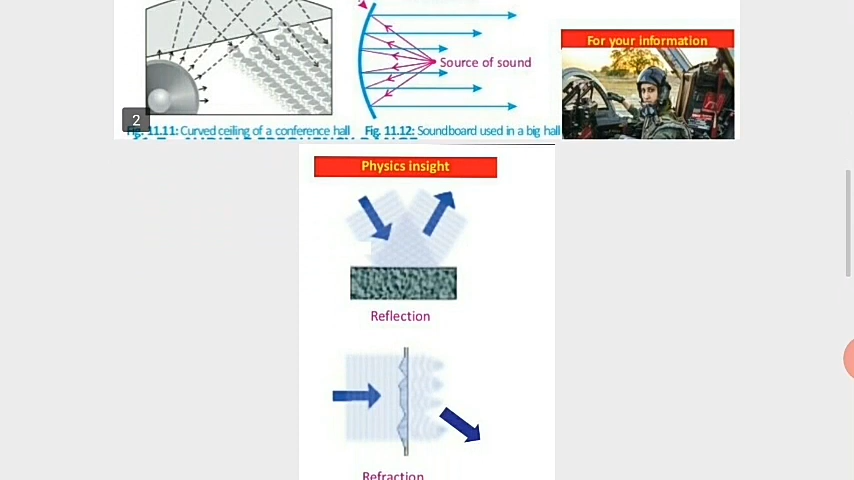 Source of sound
For your information
2
Fig. 11.11: Curved ceiling of a conference hall
Fig. 11.12: Soundboard used in a big hall
Physics insight
Reflection
Refraction